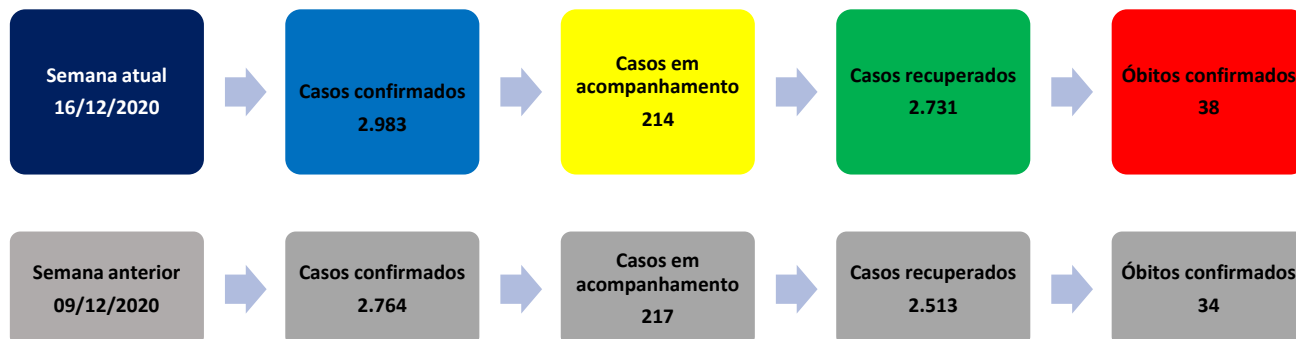 Semana atual
16/12/2020
Casos confirmados
2.983
Casos em
acompanhamento
214
Casos recuperados
2.731
Óbitos confirmados
38
Semana anterior
09/12/2020
Casos confirmados
2.764
Casos em
acompanhamento
217
Casos recuperados
2.513
Óbitos confirmados
34